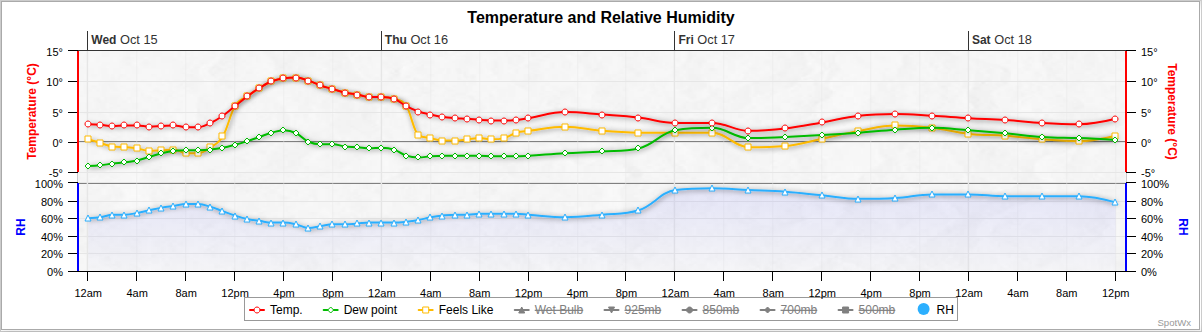 Temperature and Relative Humidity
Wed Oct 15 Thu Oct 16 Fri Oct 17 Sat Oct 18
15° 15°
10° 10°
5° 5°
0° 0°
-5° -5°
Temperature (°C) Temperature (°C)
100% 100%
80% 80%
60% 60%
40% 40%
20% 20%
0% 0%
RH RH
12am 4am 8am 12pm 4pm 8pm 12am 4am 8am 12pm 4pm 8pm 12am 4am 8am 12pm 4pm 8pm 12am 4am 8am 12pm
Temp. Dew point Feels Like Wet Bulb 925mb 850mb 700mb 500mb RH
SpotWx